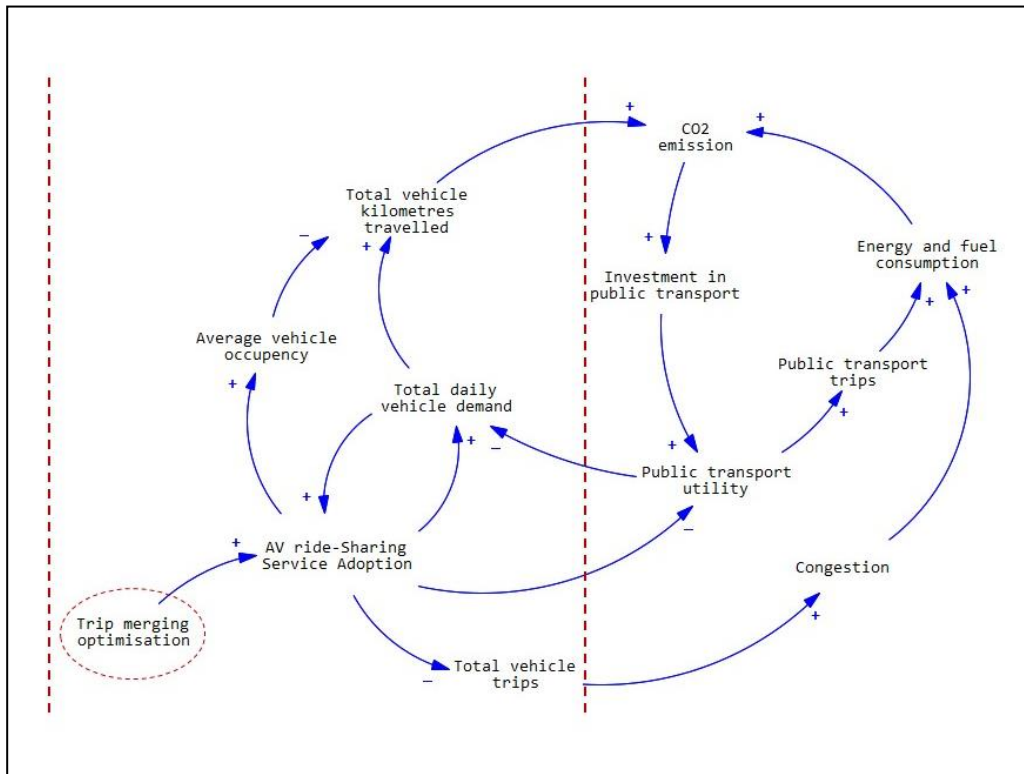 CO2
emission
Total vehicle
kilometres
travelled
Energy and fuel
consumption
Investment in
public transport
Average vehicle
occupency
Public transport
trips
Total daily
vehicle demand
Public transport
utility
AV ride-Sharing
Service Adoption
Congestion
Trip merging
optimisation
Total vehicle
trips
+
+
+
−
+
+
+
+
+
+
+
−
+
+
−
+
−
+